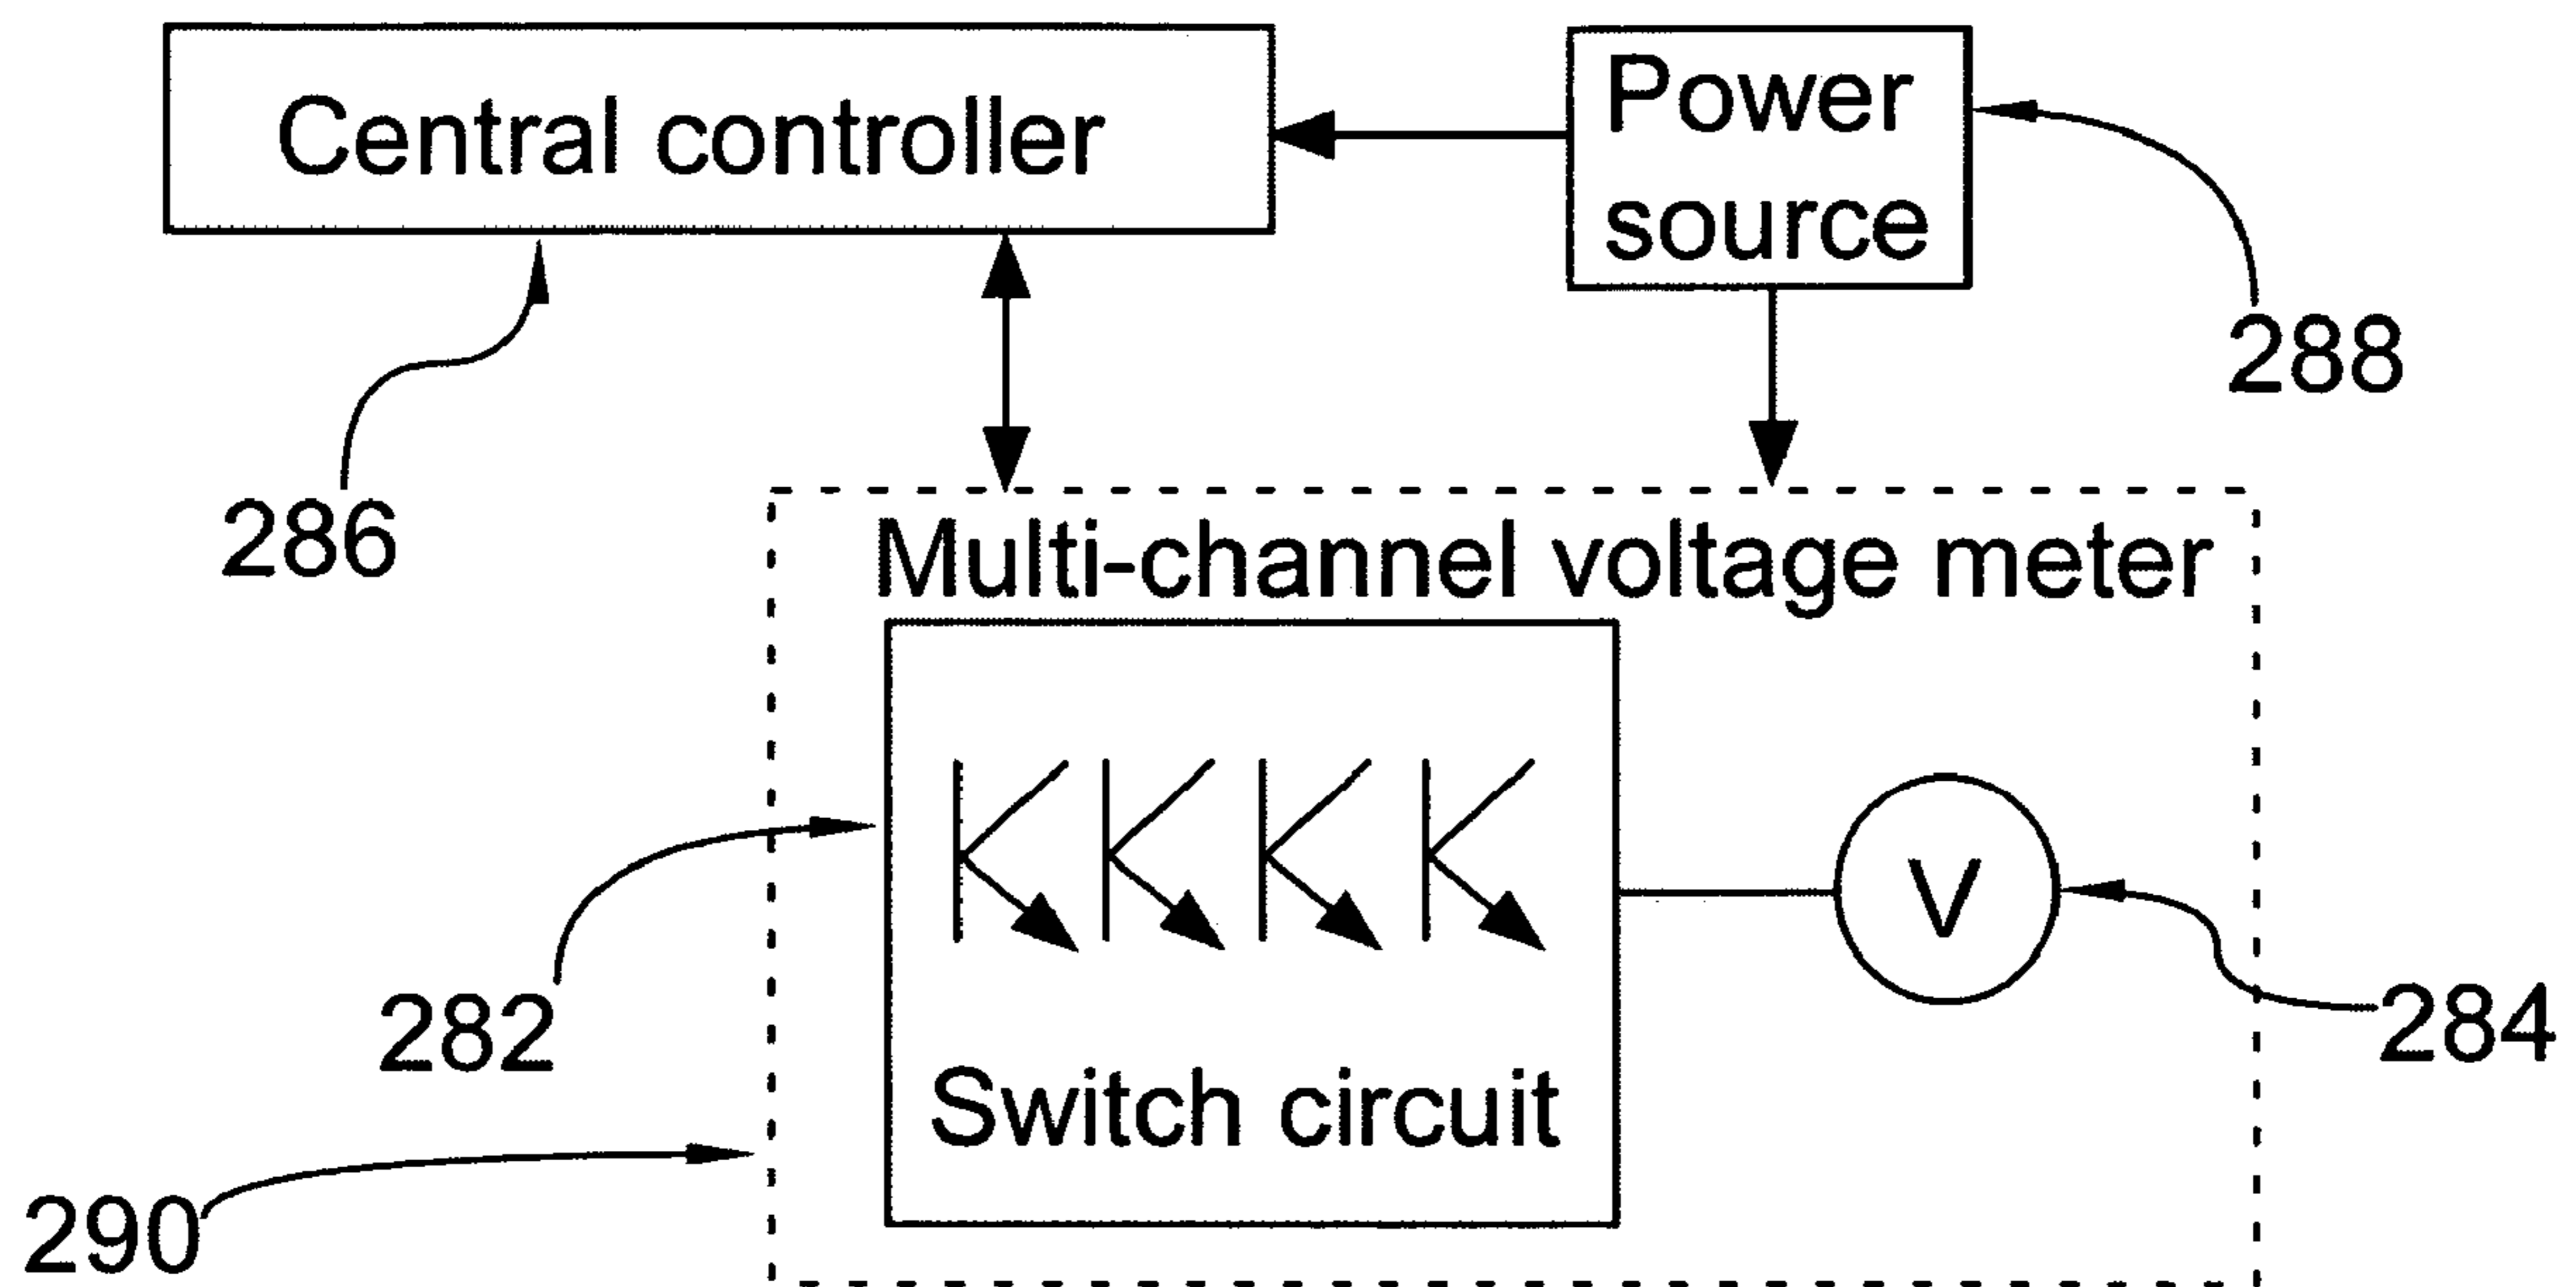 Central controller
Power
source
288
286
Multi-channel voltage meter
V
282
284
Switch circuit
290